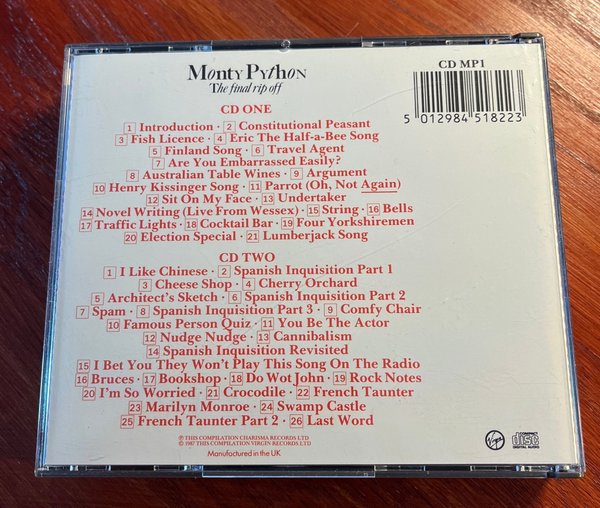 Monty Python
The final rip off
CD MP1
5 012984 518223
CD ONE
1 Introduction · 2 Constitutional Peasant
3 Fish Licence · 4 Eric The Half-a-Bee Song
5 Finland Song · 6 Travel Agent
7 Are You Embarrassed Easily?
8 Australian Table Wines · 9 Argument
10 Henry Kissinger Song · 11 Parrot (Oh, Not Again)
12 Sit On My Face · 13 Undertaker
14 Novel Writing (Live From Wessex) · 15 String · 16 Bells
17 Traffic Lights · 18 Cocktail Bar · 19 Four Yorkshiremen
20 Election Special · 21 Lumberjack Song
CD TWO
1 I Like Chinese · 2 Spanish Inquisition Part 1
3 Cheese Shop · 4 Cherry Orchard
5 Architect's Sketch · 6 Spanish Inquisition Part 2
7 Spam · 8 Spanish Inquisition Part 3 · 9 Comfy Chair
10 Famous Person Quiz · 11 You Be The Actor
12 Nudge Nudge · 13 Cannibalism
14 Spanish Inquisition Revisited
15 I Bet You They Won't Play This Song On The Radio
16 Bruces · 17 Bookshop · 18 Do Wot John · 19 Rock Notes
20 I'm So Worried · 21 Crocodile · 22 French Taunter
23 Marilyn Monroe · 24 Swamp Castle
25 French Taunter Part 2 · 26 Last Word
℗ THIS COMPILATION CHARISMA RECORDS LTD
© 1987 THIS COMPILATION VIRGIN RECORDS LTD
Manufactured in the UK
Virgin
COMPACT
disc
DIGITAL AUDIO